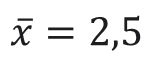 x̄ = 2,5